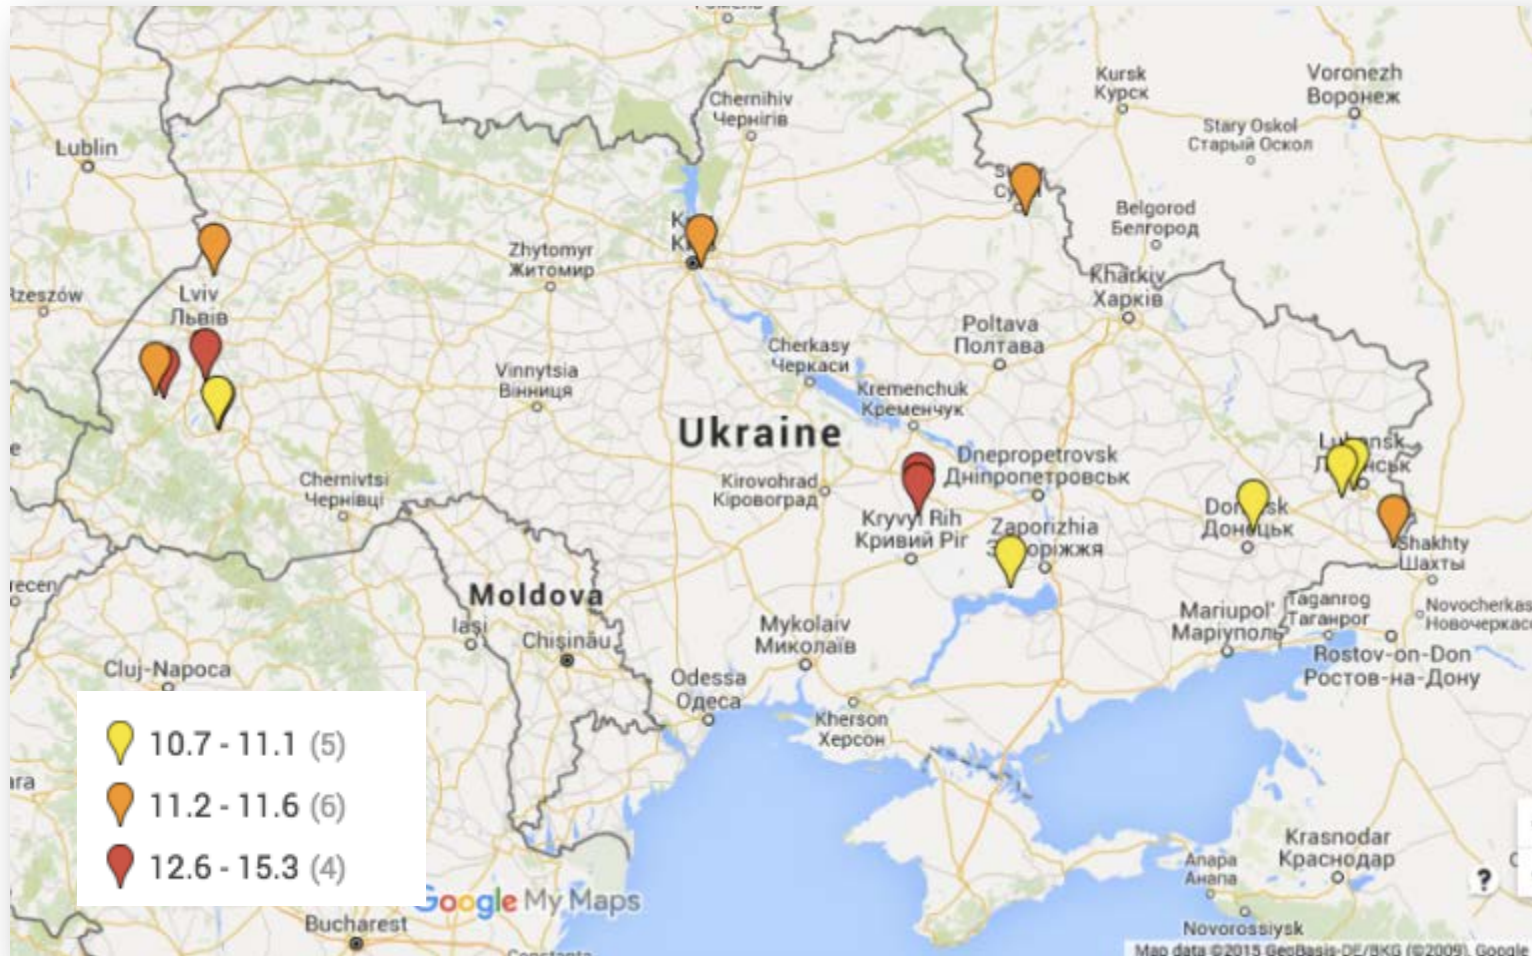 Chernihiv
Чернігів
Kursk
Курск
Voronezh
Воронеж
Stary Oskol
Старый Оскол
Lublin
Belgorod
Белгород
Zhytomyr
Житомир
Kharkiv
Харків
Rzeszów
Lviv
Львів
Poltava
Полтава
Cherkasy
Черкаси
Vinnytsia
Вінниця
Kremenchuk
Кременчук
Ukraine
Dnepropetrovsk
Дніпропетровськ
Chernivtsi
Чернівці
Kirovohrad
Кіровоград
Kryvyi Rih
Кривий Ріг
Zaporizhia
Донецьк
Shakhty
Шахты
Moldova
Iași
Chișinău
Mykolaiv
Миколаїв
Mariupol'
Маріуполь
Taganrog
Таганрог
Novocherkas
Новочеркасс
Rostov-on-Don
Ростов-на-Дону
Cluj-Napoca
Odessa
Одеса
Kherson
Херсон
10.7 - 11.1 (5)
11.2 - 11.6 (6)
12.6 - 15.3 (4)
Krasnodar
Краснодар
Anapa
Анапа
?
Google My Maps
Bucharest
Novorossiysk
Map data ©2015 GeoBasis-DE/BKG (©2009), Google